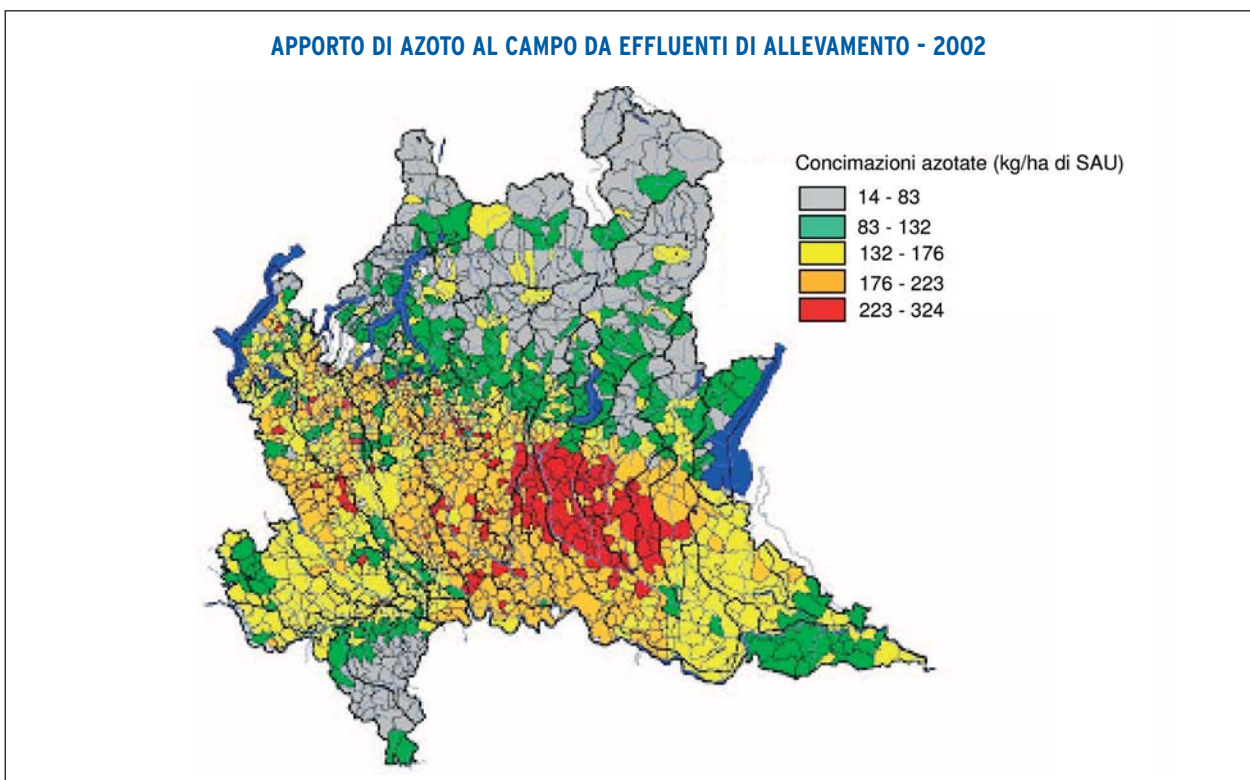 APPORTO DI AZOTO AL CAMPO DA EFFLUENTI DI ALLEVAMENTO - 2002
Concimazioni azotate (kg/ha di SAU)
14 - 83
83 - 132
132 - 176
176 - 223
223 - 324